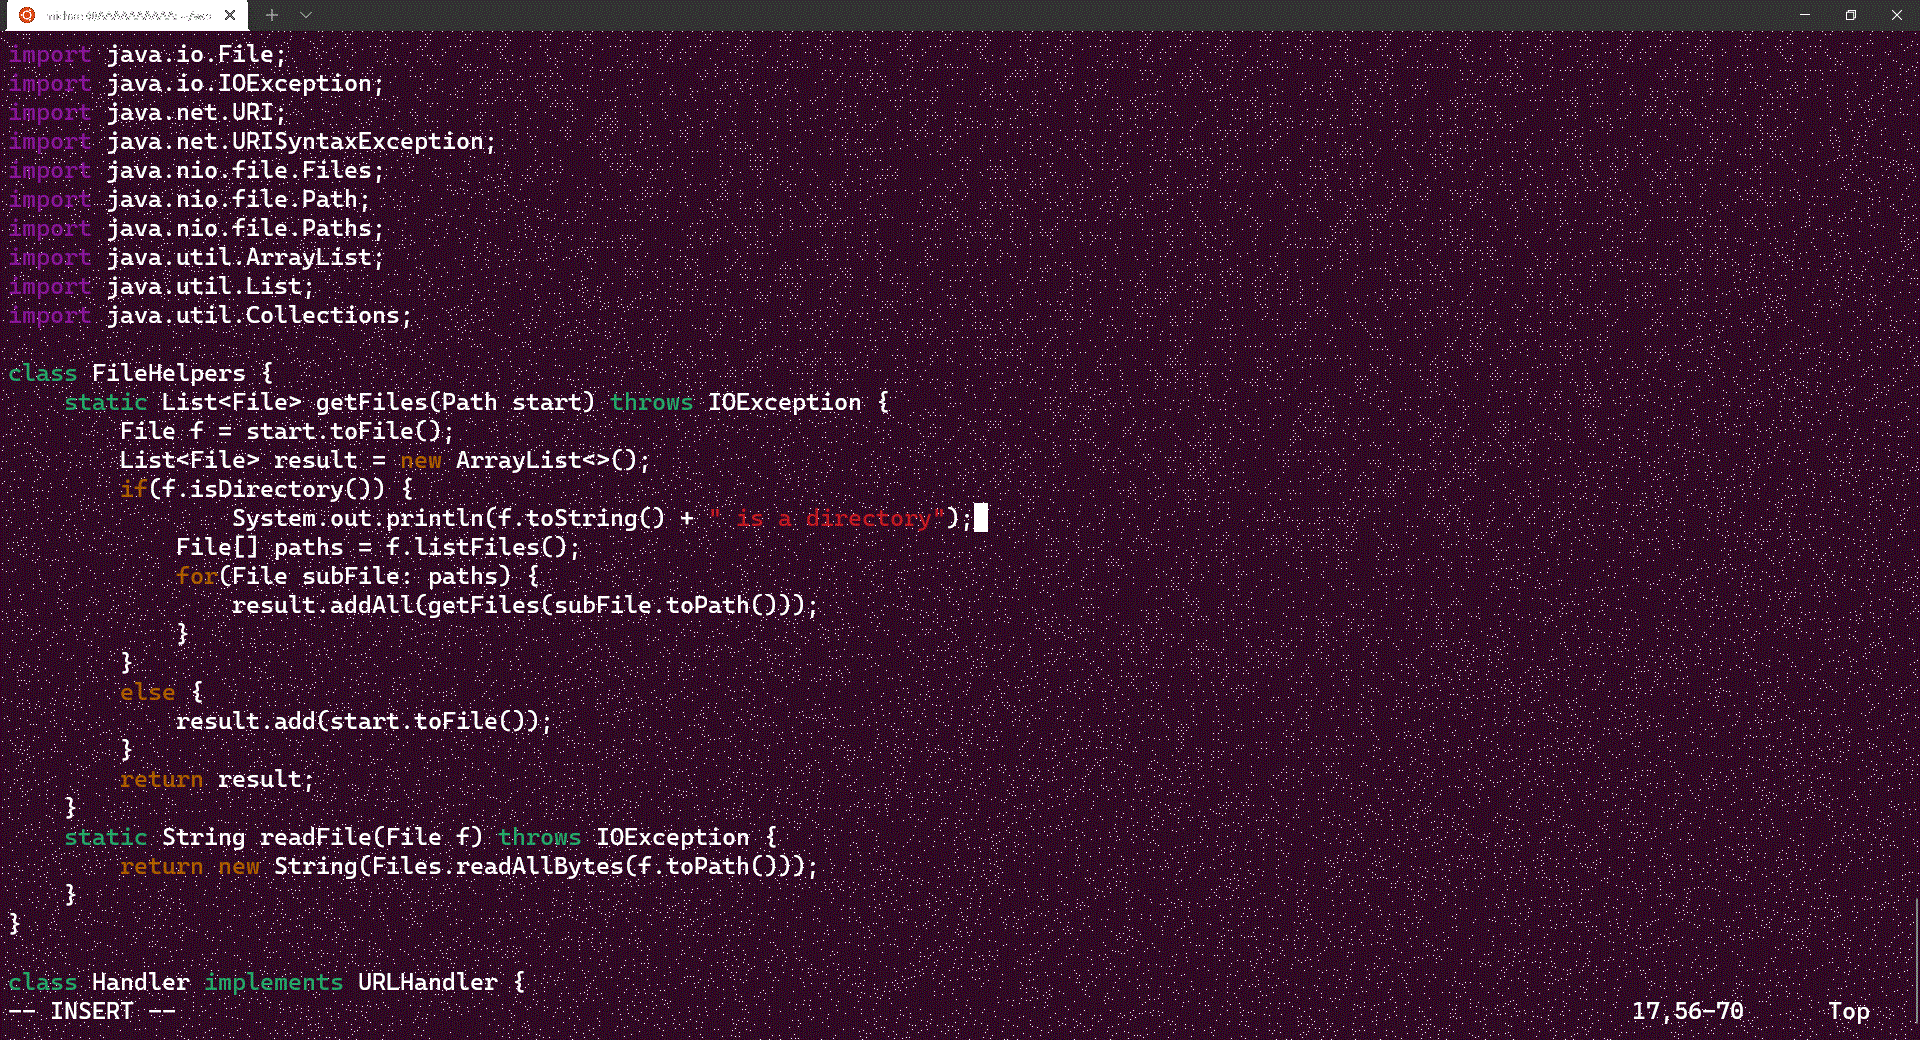 import java.io.File;
import java.io.IOException;
import java.net.URI;
import java.net.URISyntaxException;
import java.nio.file.Files;
import java.nio.file.Path;
import java.nio.file.Paths;
import java.util.ArrayList;
import java.util.List;
import java.util.Collections;

class FileHelpers {
    static List<File> getFiles(Path start) throws IOException {
        File f = start.toFile();
        List<File> result = new ArrayList<>();
        if(f.isDirectory()) {
                System.out.println(f.toString() + " is a directory");
            File[] paths = f.listFiles();
            for(File subFile: paths) {
                result.addAll(getFiles(subFile.toPath()));
            }
        }
        else {
            result.add(start.toFile());
        }
        return result;
    }
    static String readFile(File f) throws IOException {
        return new String(Files.readAllBytes(f.toPath()));
    }
}

class Handler implements URLHandler {
-- INSERT -- 17,56-70 Top